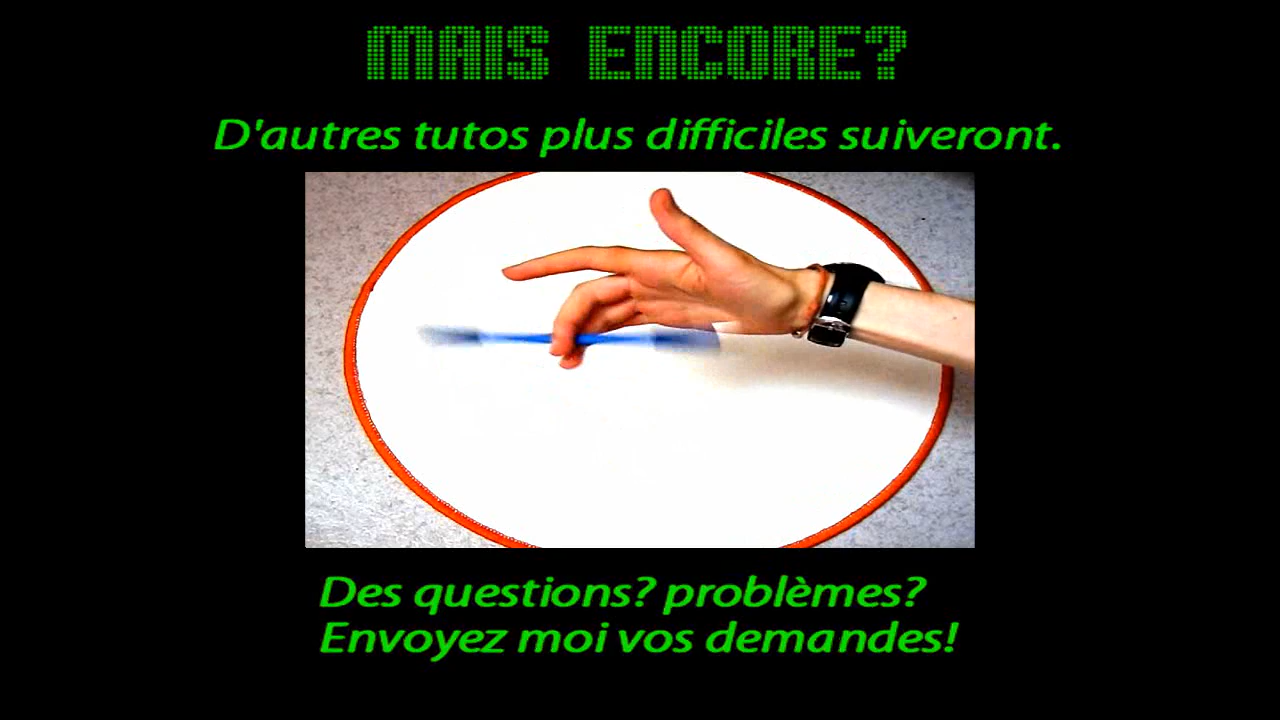 MAIS ENCORE?
D'autres tutos plus difficiles suiveront.
Des questions? problèmes?
Envoyez moi vos demandes!